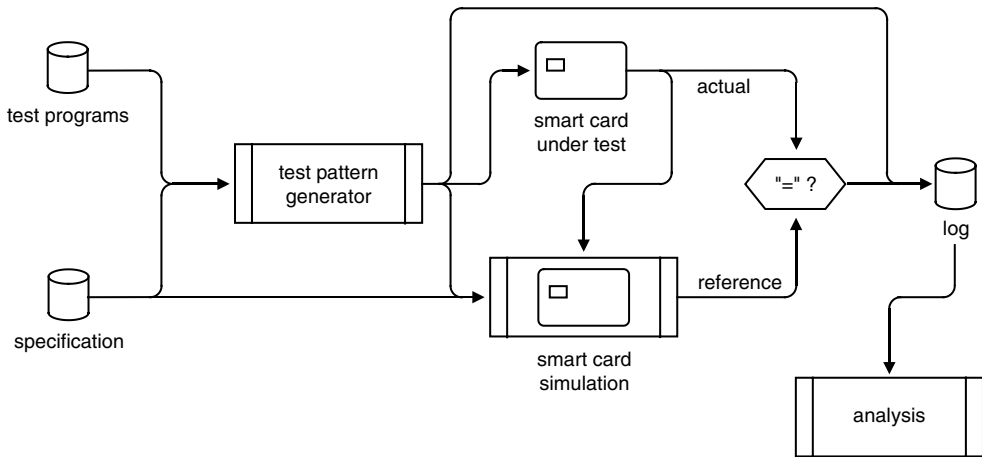 test programs
smart card
under test
actual
test pattern
generator
"=" ?
log
specification
reference
smart card
simulation
analysis